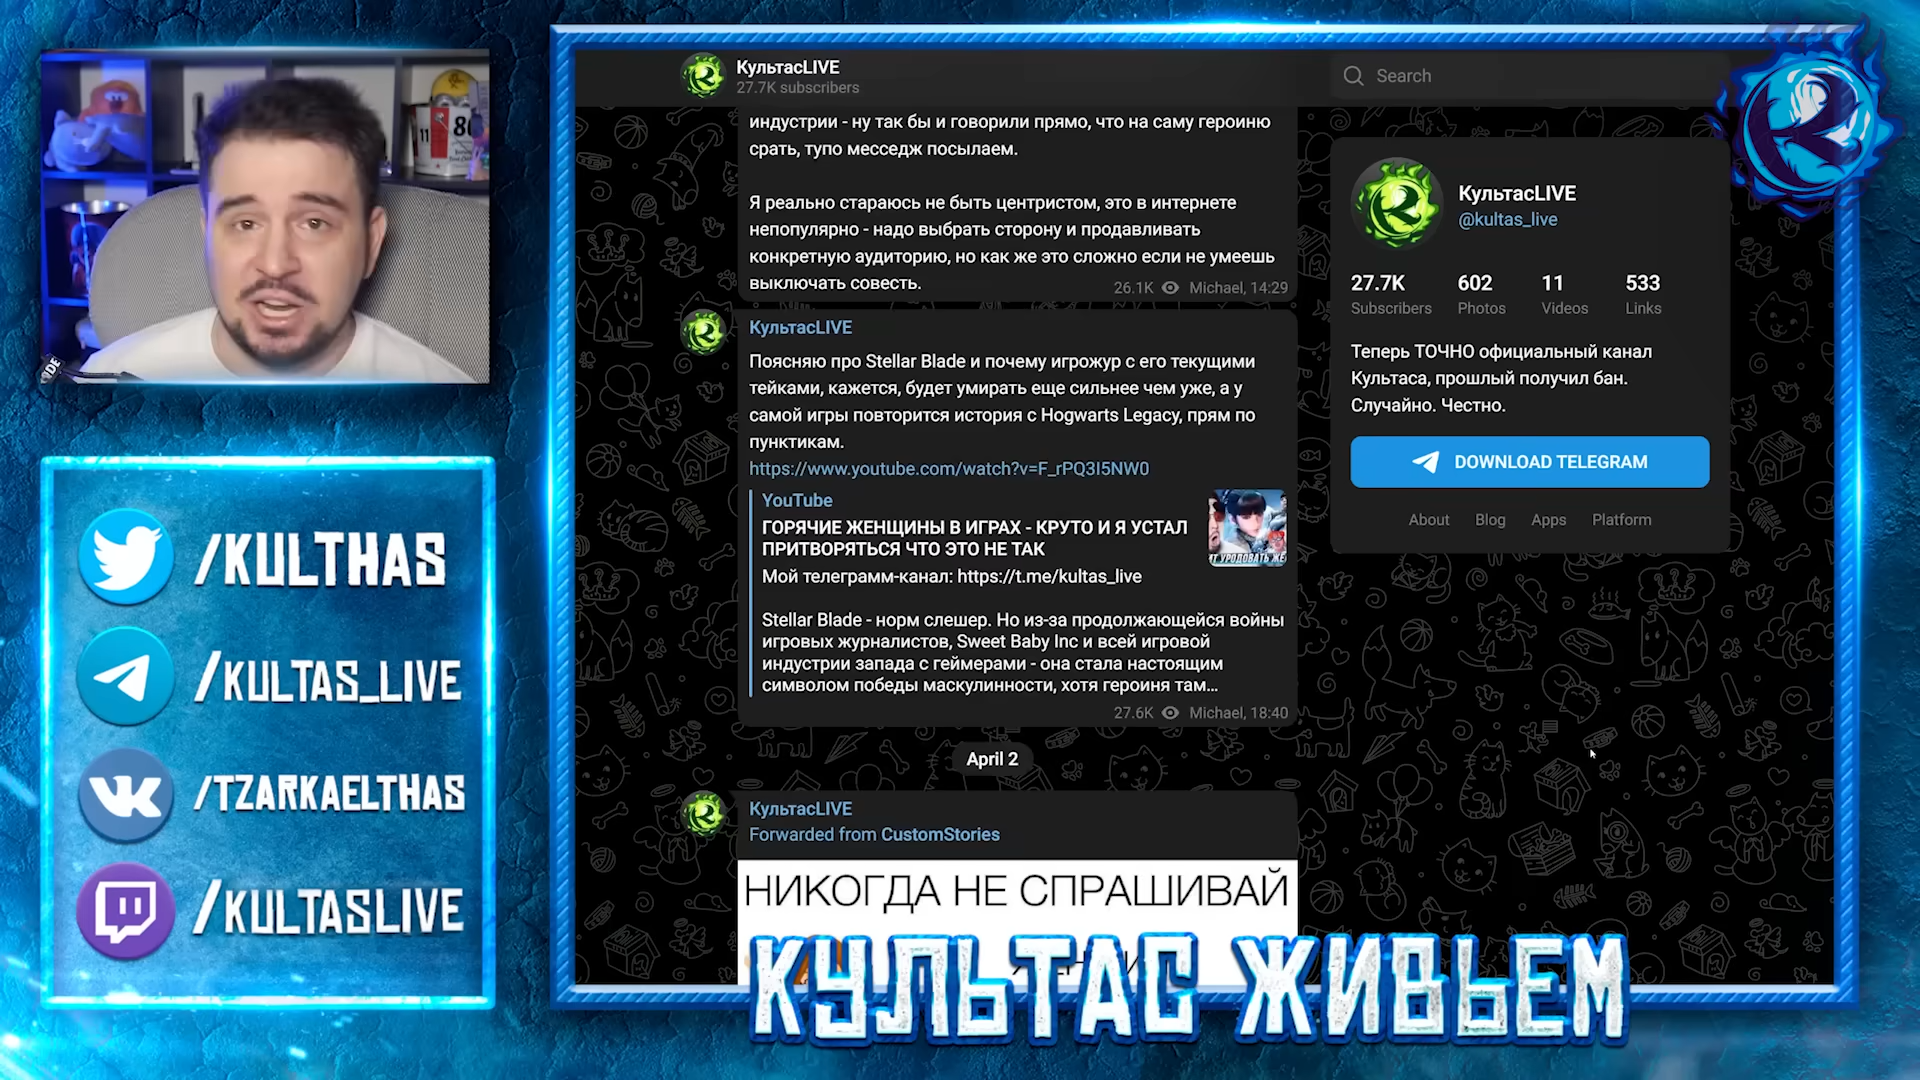 КультасLIVE
27.7K subscribers
Search
индустрии - ну так бы и говорили прямо, что на саму героиню
срать, тупо месседж посылаем.
Я реально стараюсь не быть центристом, это в интернете
непопулярно - надо выбрать сторону и продавливать
конкретную аудиторию, но как же это сложно если не умеешь
выключать совесть.
26.1K Michael, 14:29
КультасLIVE
Поясняю про Stellar Blade и почему игрожур с его текущими
тейками, кажется, будет умирать еще сильнее чем уже, а у
самой игры повторится история с Hogwarts Legacy, прям по
пунктикам.
https://www.youtube.com/watch?v=F_rPQ3I5NW0
YouTube
ГОРЯЧИЕ ЖЕНЩИНЫ В ИГРАХ - КРУТО И Я УСТАЛ
ПРИТВОРЯТЬСЯ ЧТО ЭТО НЕ ТАК
Мой телеграмм-канал: https://t.me/kultas_live
Stellar Blade - норм слешер. Но из-за продолжающейся войны
игровых журналистов, Sweet Baby Inc и всей игровой
индустрии запада с геймерами - она стала настоящим
символом победы маскулинности, хотя героиня там...
27.6K Michael, 18:40
April 2
КультасLIVE
Forwarded from CustomStories
НИКОГДА НЕ СПРАШИВАЙ
КультасLIVE
@kultas_live
27.7K 602 11 533
Subscribers Photos Videos Links
Теперь ТОЧНО официальный канал
Культаса, прошлый получил бан.
Случайно. Честно.
DOWNLOAD TELEGRAM
About Blog Apps Platform
/KULTHAS
/KULTAS_LIVE
/TZARKAELTHAS
/KULTASLIVE
КУЛЬТАС ЖИВЬЕМ